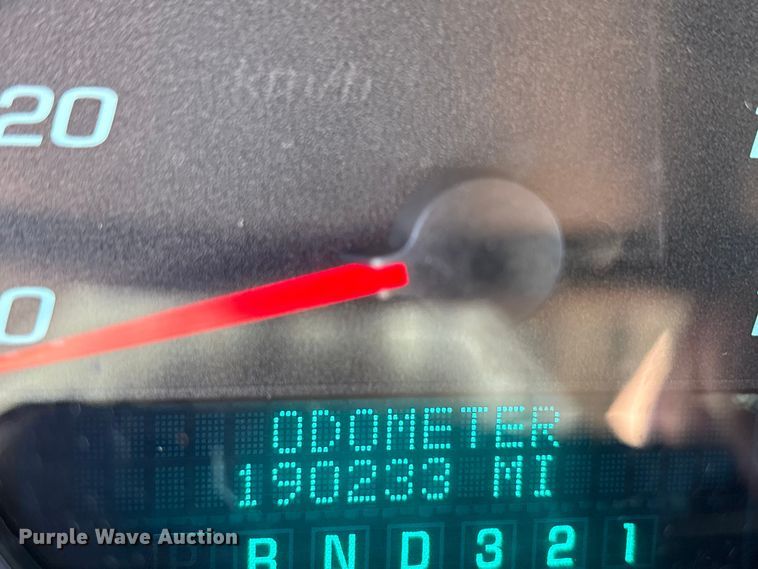 km/h
20
0
ODOMETER
190233 MI
R N D 3 2 1
Purple Wave Auction